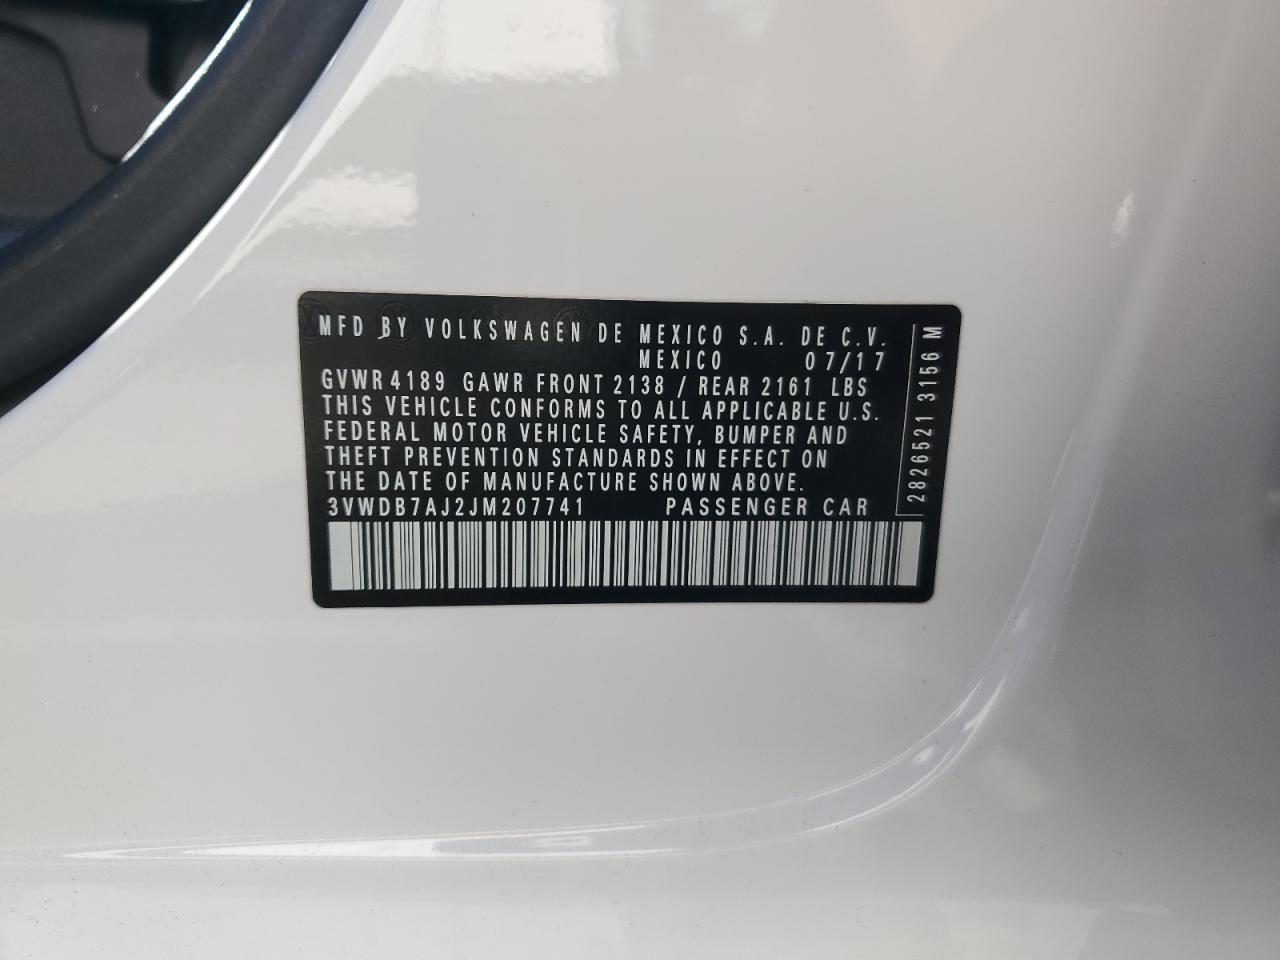 MFD BY VOLKSWAGEN DE MEXICO S.A. DE C.V.
MEXICO 07/17
GVWR 4189 GAWR FRONT 2138 / REAR 2161 LBS
THIS VEHICLE CONFORMS TO ALL APPLICABLE U.S.
FEDERAL MOTOR VEHICLE SAFETY, BUMPER AND
THEFT PREVENTION STANDARDS IN EFFECT ON
THE DATE OF MANUFACTURE SHOWN ABOVE.
3VWDB7AJ2JM207741 PASSENGER CAR
2826521 3156 M